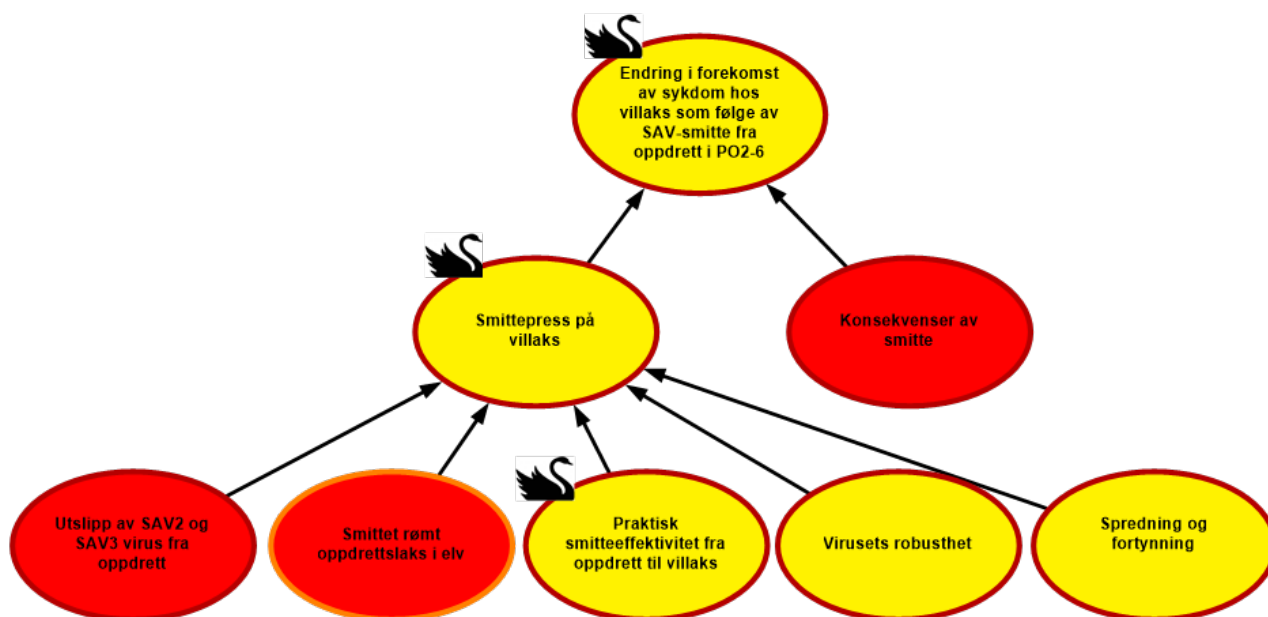 Endring i forekomst
av sykdom hos
villaks som følge av
SAV-smitte fra
oppdrett i PO2-6
Smittepress på
villaks
Konsekvenser av
smitte
Utslipp av SAV2 og
SAV3 virus fra
oppdrett
Smittet rømt
oppdrettslaks i elv
Praktisk
smitteeffektivitet fra
oppdrett til villaks
Virusets robusthet
Spredning og
fortynning